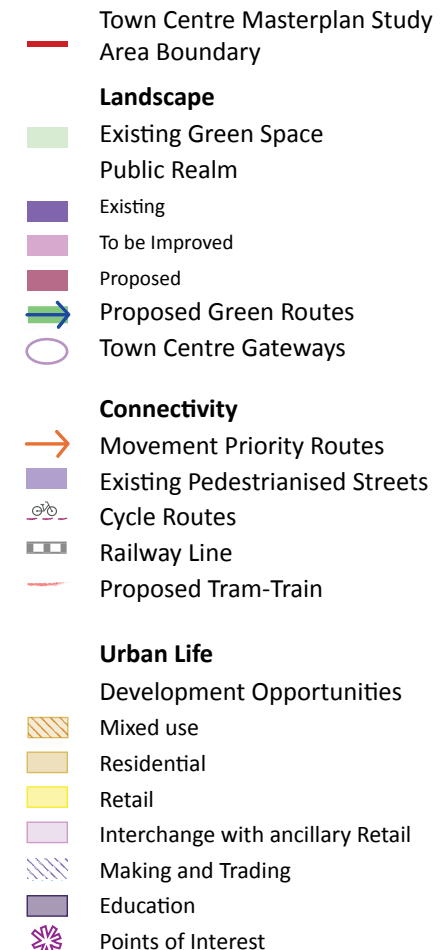 Town Centre Masterplan Study
Area Boundary
Landscape
Existing Green Space
Public Realm
Existing
To be Improved
Proposed
Proposed Green Routes
Town Centre Gateways
Connectivity
Movement Priority Routes
Existing Pedestrianised Streets
Cycle Routes
Railway Line
Proposed Tram-Train
Urban Life
Development Opportunities
Mixed use
Residential
Retail
Interchange with ancillary Retail
Making and Trading
Education
Points of Interest